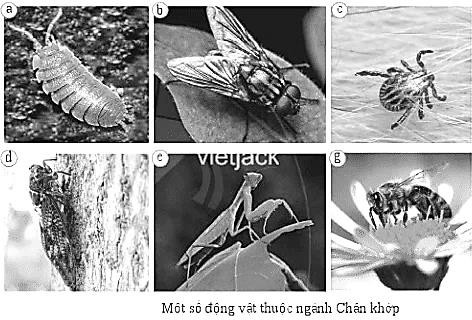 a
b
c
d
e
vietjack
g
Một số động vật thuộc ngành Chân khớp